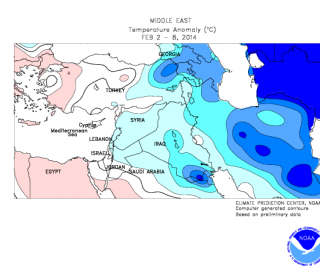 MIDDLE EAST
Temperature Anomaly (°C)
FEB 2 - 8, 2014
GEORGIA
TURKEY
Cyprus
Mediterranean
Sea
SYRIA
LEBANON
IRAQ
ISRAEL
JORDAN
EGYPT
SAUDI ARABIA
CLIMATE PREDICTION CENTER, NOAA
Computer generated contours
Based on preliminary data
NOAA